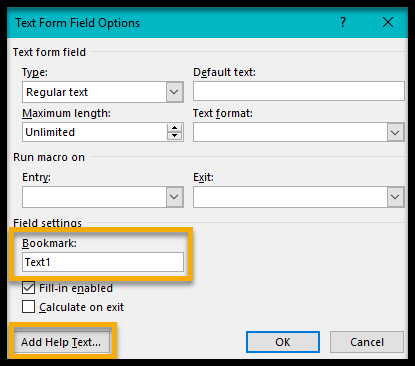 Text Form Field Options ? ×
Text form field
Type: Default text:
Regular text
Maximum length: Text format:
Unlimited
Run macro on
Entry: Exit:
Field settings
Bookmark:
Text1
Fill-in enabled
Calculate on exit
Add Help Text... OK Cancel